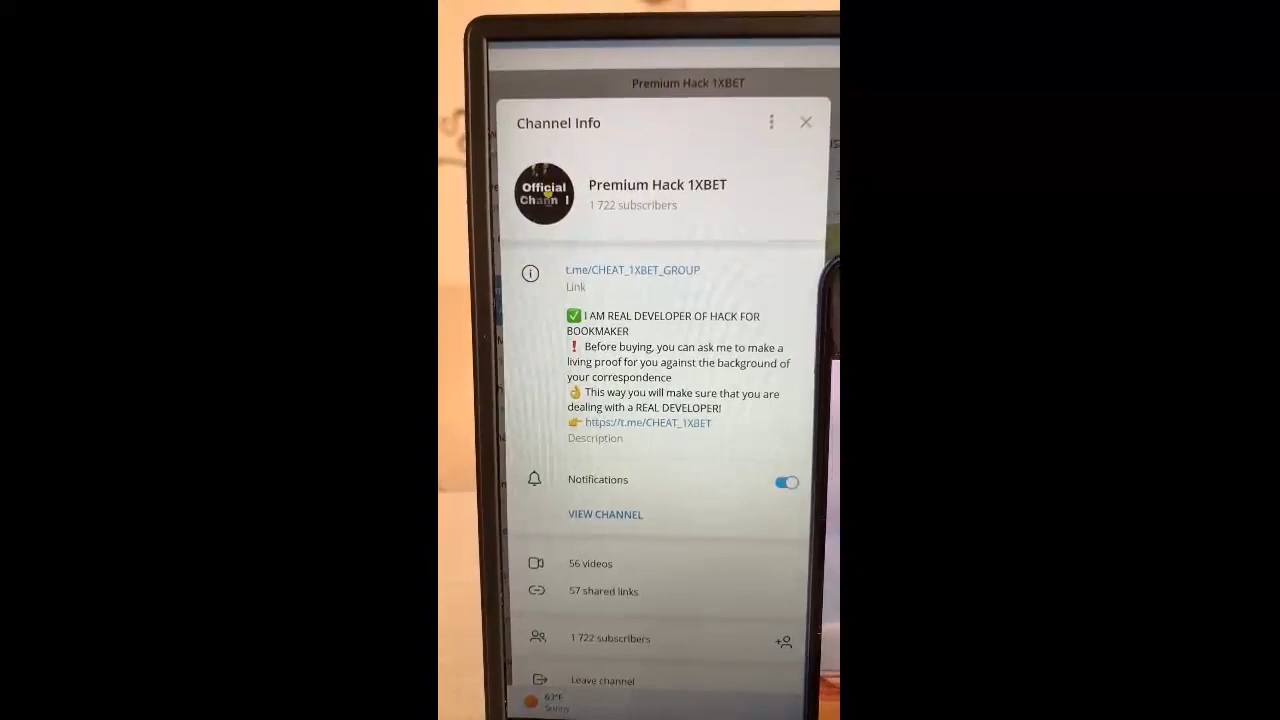 Premium Hack 1XBET
Channel Info
Official
Chann l
Premium Hack 1XBET
1 722 subscribers
t.me/CHEAT_1XBET_GROUP
Link
✅ I AM REAL DEVELOPER OF HACK FOR
BOOKMAKER
❗ Before buying, you can ask me to make a
living proof for you against the background of
your correspondence
👌 This way you will make sure that you are
dealing with a REAL DEVELOPER!
👉 https://t.me/CHEAT_1XBET
Description
Notifications
VIEW CHANNEL
56 videos
57 shared links
1 722 subscribers
Leave channel
63°F
Sunny